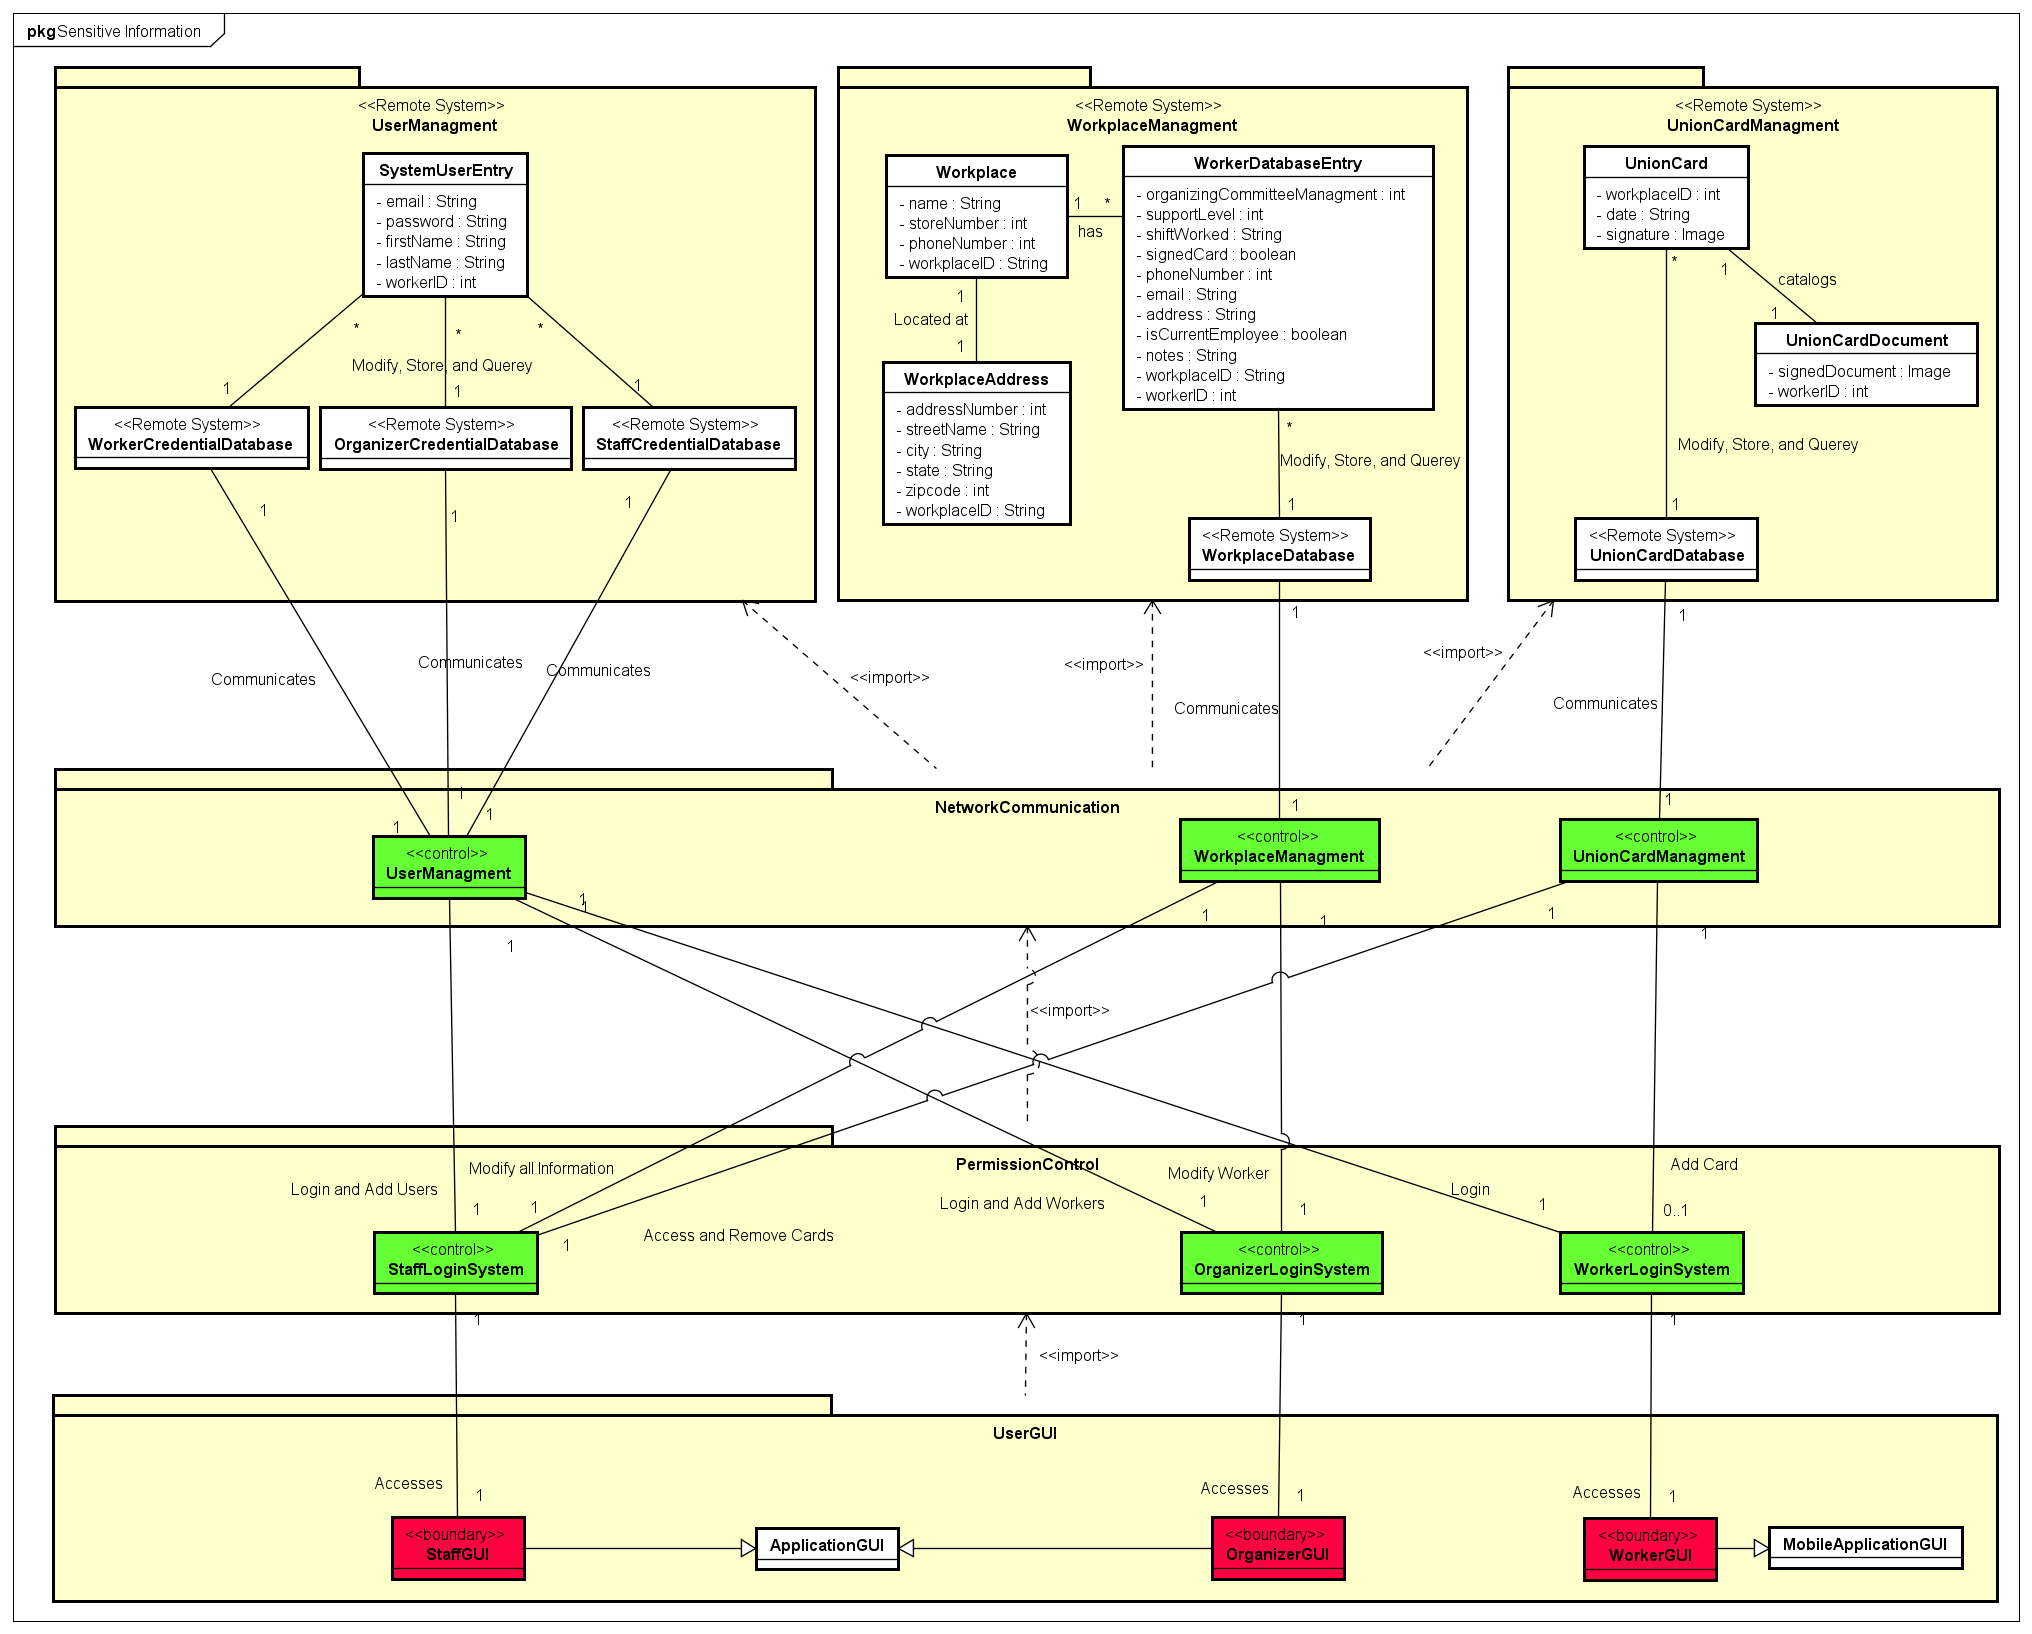 pkg Sensitive Information
<<Remote System>>
UserManagment
SystemUserEntry
- email : String
- password : String
- firstName : String
- lastName : String
- workerID : int
*
*
*
Modify, Store, and Querey
1
1
1
<<Remote System>>
WorkerCredentialDatabase
<<Remote System>>
OrganizerCredentialDatabase
<<Remote System>>
StaffCredentialDatabase
1
1
1
<<Remote System>>
WorkplaceManagment
Workplace
- name : String
- storeNumber : int
- phoneNumber : int
- workplaceID : String
1
*
has
WorkerDatabaseEntry
- organizingCommitteeManagment : int
- supportLevel : int
- shiftWorked : String
- signedCard : boolean
- phoneNumber : int
- email : String
- address : String
- isCurrentEmployee : boolean
- notes : String
- workplaceID : String
- workerID : int
1
Located at
1
WorkplaceAddress
- addressNumber : int
- streetName : String
- city : String
- state : String
- zipcode : int
- workplaceID : String
*
Modify, Store, and Querey
1
<<Remote System>>
WorkplaceDatabase
1
<<Remote System>>
UnionCardManagment
UnionCard
- workplaceID : int
- date : String
- signature : Image
*
1
catalogs
1
UnionCardDocument
- signedDocument : Image
- workerID : int
Modify, Store, and Querey
1
<<Remote System>>
UnionCardDatabase
1
Communicates
Communicates
Communicates
<<import>>
<<import>>
Communicates
<<import>>
Communicates
NetworkCommunication
1
1
1
1
1
<<control>>
UserManagment
<<control>>
WorkplaceManagment
<<control>>
UnionCardManagment
1
1
1
1
1
1
1
<<import>>
PermissionControl
Modify all Information
Login and Add Users
Access and Remove Cards
Login and Add Workers
Modify Worker
Login
Add Card
1
1
1
1
1
1
0..1
<<control>>
StaffLoginSystem
<<control>>
OrganizerLoginSystem
<<control>>
WorkerLoginSystem
1
1
1
<<import>>
UserGUI
Accesses
1
Accesses
1
Accesses
1
<<boundary>>
StaffGUI
ApplicationGUI
<<boundary>>
OrganizerGUI
<<boundary>>
WorkerGUI
MobileApplicationGUI